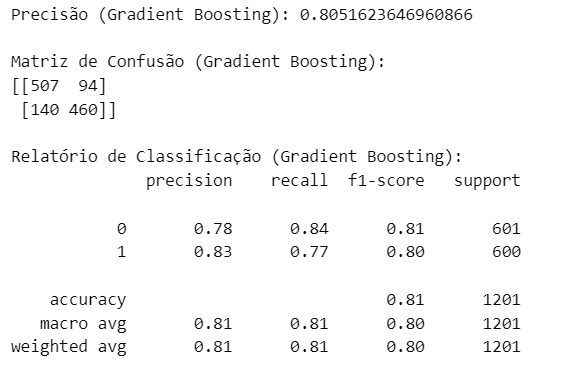 Precisão (Gradient Boosting): 0.8051623646960866
Matriz de Confusão (Gradient Boosting):
[[507  94]
 [140 460]]
Relatório de Classificação (Gradient Boosting):
              precision    recall  f1-score   support
           0       0.78      0.84      0.81       601
           1       0.83      0.77      0.80       600
    accuracy                           0.81      1201
   macro avg       0.81      0.81      0.80      1201
weighted avg       0.81      0.81      0.80      1201